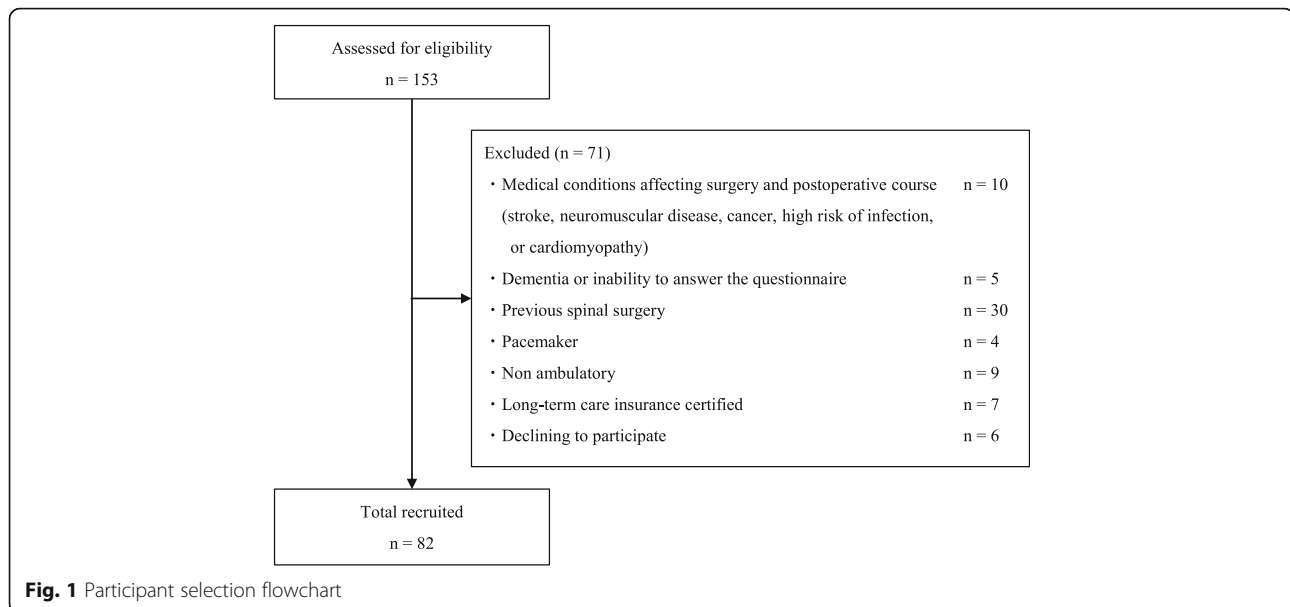 Assessed for eligibility
n = 153
Excluded (n = 71)
・Medical conditions affecting surgery and postoperative course n = 10
(stroke, neuromuscular disease, cancer, high risk of infection,
or cardiomyopathy)
・Dementia or inability to answer the questionnaire n = 5
・Previous spinal surgery n = 30
・Pacemaker n = 4
・Non ambulatory n = 9
・Long-term care insurance certified n = 7
・Declining to participate n = 6
Total recruited
n = 82
Fig. 1 Participant selection flowchart